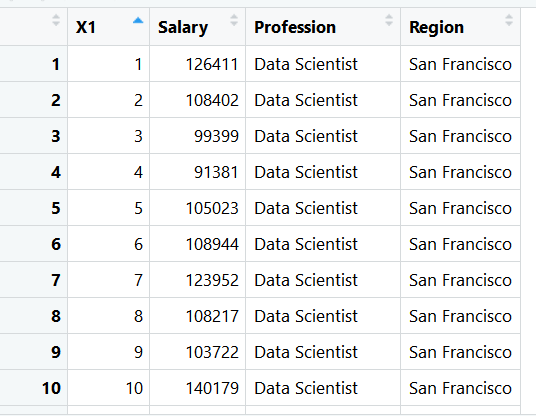 X1 Salary Profession Region
1 1 126411 Data Scientist San Francisco
2 2 108402 Data Scientist San Francisco
3 3 99399 Data Scientist San Francisco
4 4 91381 Data Scientist San Francisco
5 5 105023 Data Scientist San Francisco
6 6 108944 Data Scientist San Francisco
7 7 123952 Data Scientist San Francisco
8 8 108217 Data Scientist San Francisco
9 9 103722 Data Scientist San Francisco
10 10 140179 Data Scientist San Francisco